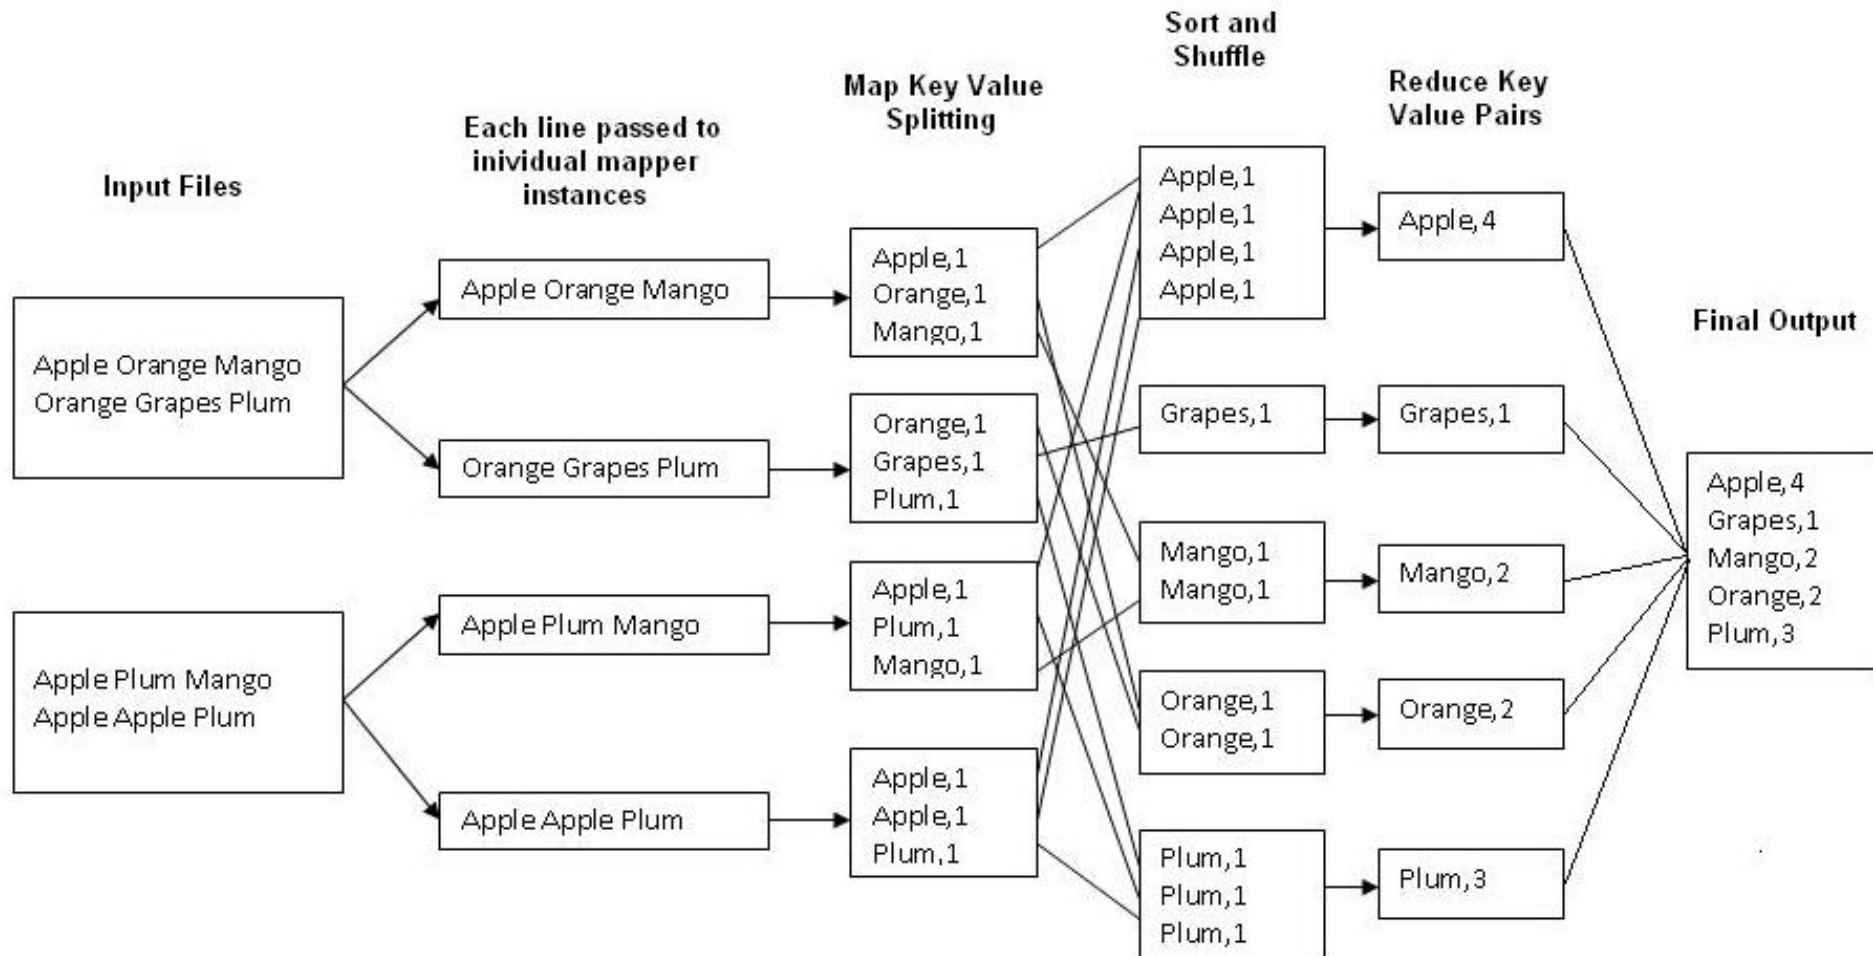 Input Files
Apple Orange Mango
Orange Grapes Plum
Apple Plum Mango
Apple Apple Plum
Each line passed to
inividual mapper
instances
Apple Orange Mango
Orange Grapes Plum
Apple Plum Mango
Apple Apple Plum
Map Key Value
Splitting
Apple,1
Orange,1
Mango,1
Orange,1
Grapes,1
Plum,1
Apple,1
Plum,1
Mango,1
Apple,1
Apple,1
Plum,1
Sort and
Shuffle
Apple,1
Apple,1
Apple,1
Apple,1
Grapes,1
Mango,1
Mango,1
Orange,1
Orange,1
Plum,1
Plum,1
Plum,1
Reduce Key
Value Pairs
Apple,4
Grapes,1
Mango,2
Orange,2
Plum,3
Final Output
Apple,4
Grapes,1
Mango,2
Orange,2
Plum,3